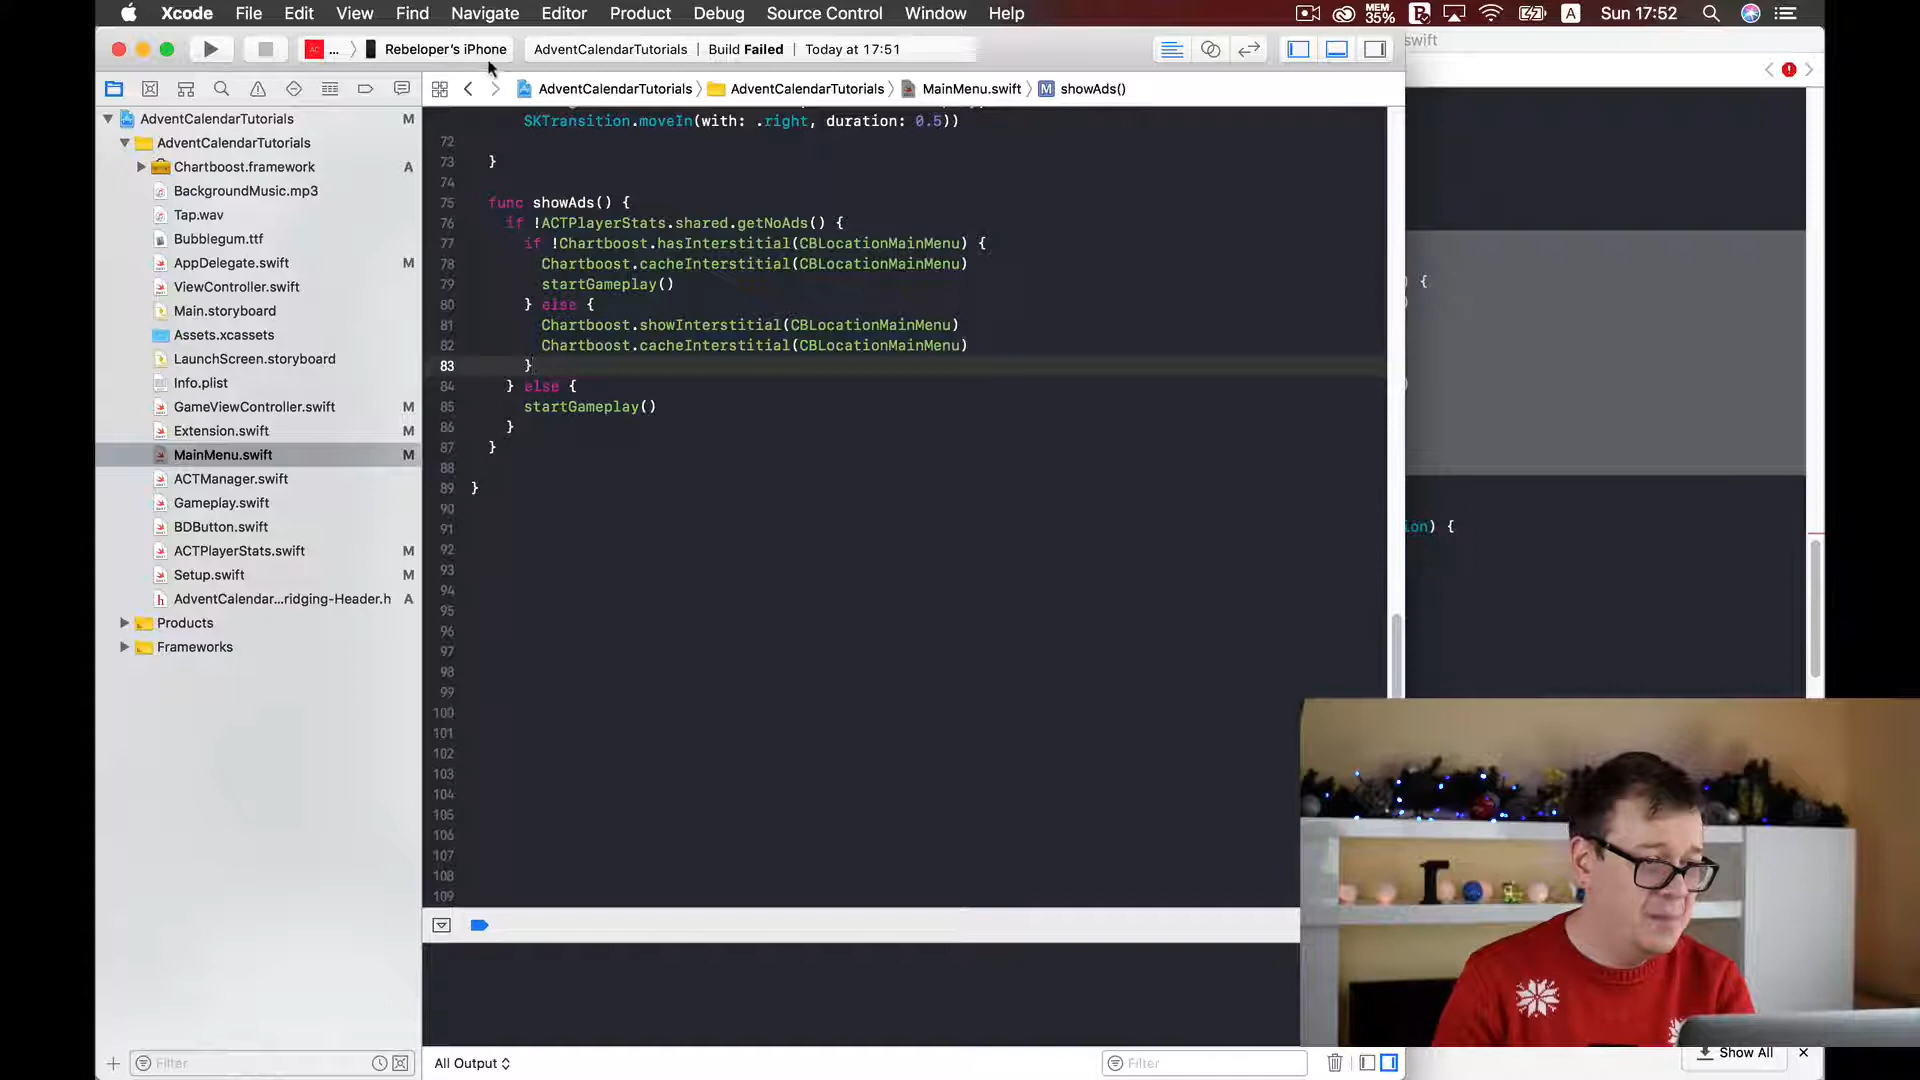 Xcode File Edit View Find Navigate Editor Product Debug Source Control Window Help
MEM 35% A Sun 17:52
... Rebeloper's iPhone AdventCalendarTutorials | Build Failed | Today at 17:51
swift
AdventCalendarTutorials AdventCalendarTutorials MainMenu.swift M showAds()
AdventCalendarTutorials M
AdventCalendarTutorials
Chartboost.framework A
BackgroundMusic.mp3
Tap.wav
Bubblegum.ttf
AppDelegate.swift M
ViewController.swift
Main.storyboard
Assets.xcassets
LaunchScreen.storyboard
Info.plist
GameViewController.swift M
Extension.swift M
MainMenu.swift M
ACTManager.swift
Gameplay.swift
BDButton.swift
ACTPlayerStats.swift M
Setup.swift M
h AdventCalendar...ridging-Header.h A
Products
Frameworks
SKTransition.moveIn(with: .right, duration: 0.5))
72
73 }
74
75 func showAds() {
76 if !ACTPlayerStats.shared.getNoAds() {
77 if !Chartboost.hasInterstitial(CBLocationMainMenu) {
78 Chartboost.cacheInterstitial(CBLocationMainMenu)
79 startGameplay()
80 } else {
81 Chartboost.showInterstitial(CBLocationMainMenu)
82 Chartboost.cacheInterstitial(CBLocationMainMenu)
83 }
84 } else {
85 startGameplay()
86 }
87 }
88
89 }
90
91
92
93
94
95
96
97
98
99
100
101
102
103
104
105
106
107
108
109
) {
)
)
ion) {
Filter
All Output
Filter
Show All